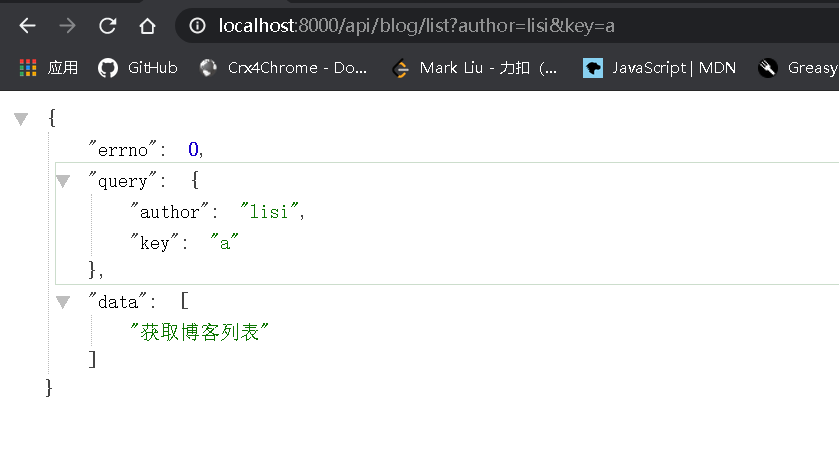 localhost:8000/api/blog/list?author=lisi&key=a
应用 GitHub Crx4Chrome - Do... Mark Liu - 力扣 (... JavaScript | MDN Greasy
{
"errno": 0,
"query": {
"author": "lisi",
"key": "a"
},
"data": [
"获取博客列表"
]
}